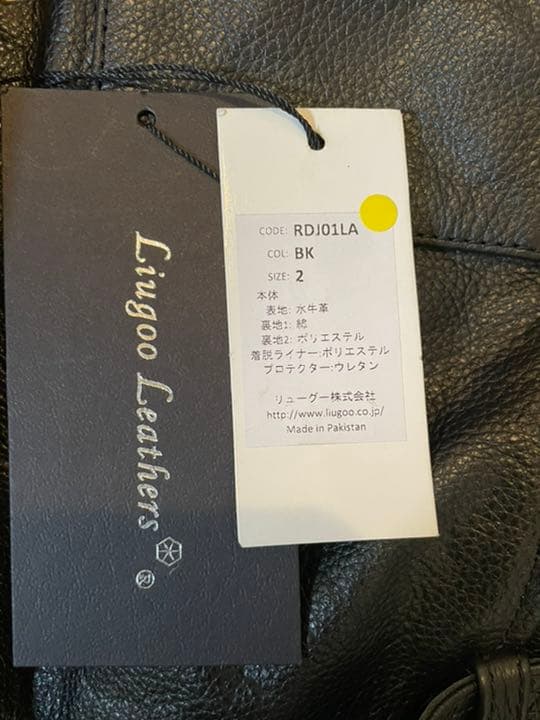 Liugoo Leathers
®
CODE: RDJ01LA
COL: BK
SIZE: 2
本体
表地: 水牛革
裏地1: 綿
裏地2: ポリエステル
着脱ライナー:ポリエステル
プロテクター:ウレタン
リューグー株式会社
http://www.liugoo.co.jp/
Made in Pakistan